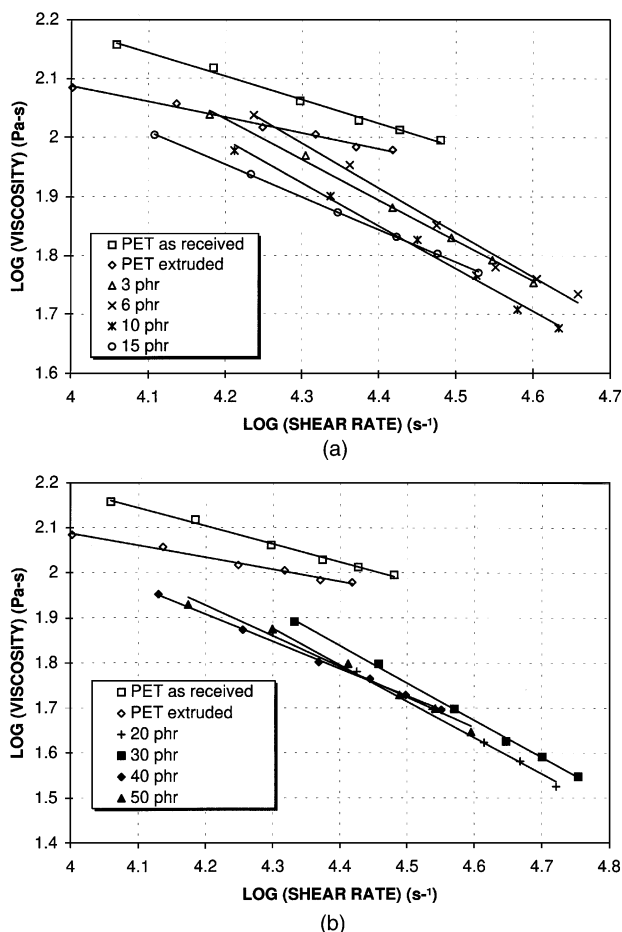 (a)
2.2
2.1
2
1.9
1.8
1.7
1.6
LOG (VISCOSITY) (Pa-s)
PET as received
PET extruded
3 phr
6 phr
10 phr
15 phr
4 4.1 4.2 4.3 4.4 4.5 4.6 4.7
LOG (SHEAR RATE) (s-1)
(a)
2.2
2.1
2
1.9
1.8
1.7
1.6
1.5
1.4
LOG (VISCOSITY) (Pa-s)
PET as received
PET extruded
20 phr
30 phr
40 phr
50 phr
4 4.1 4.2 4.3 4.4 4.5 4.6 4.7 4.8
LOG (SHEAR RATE) (s-1)
(b)